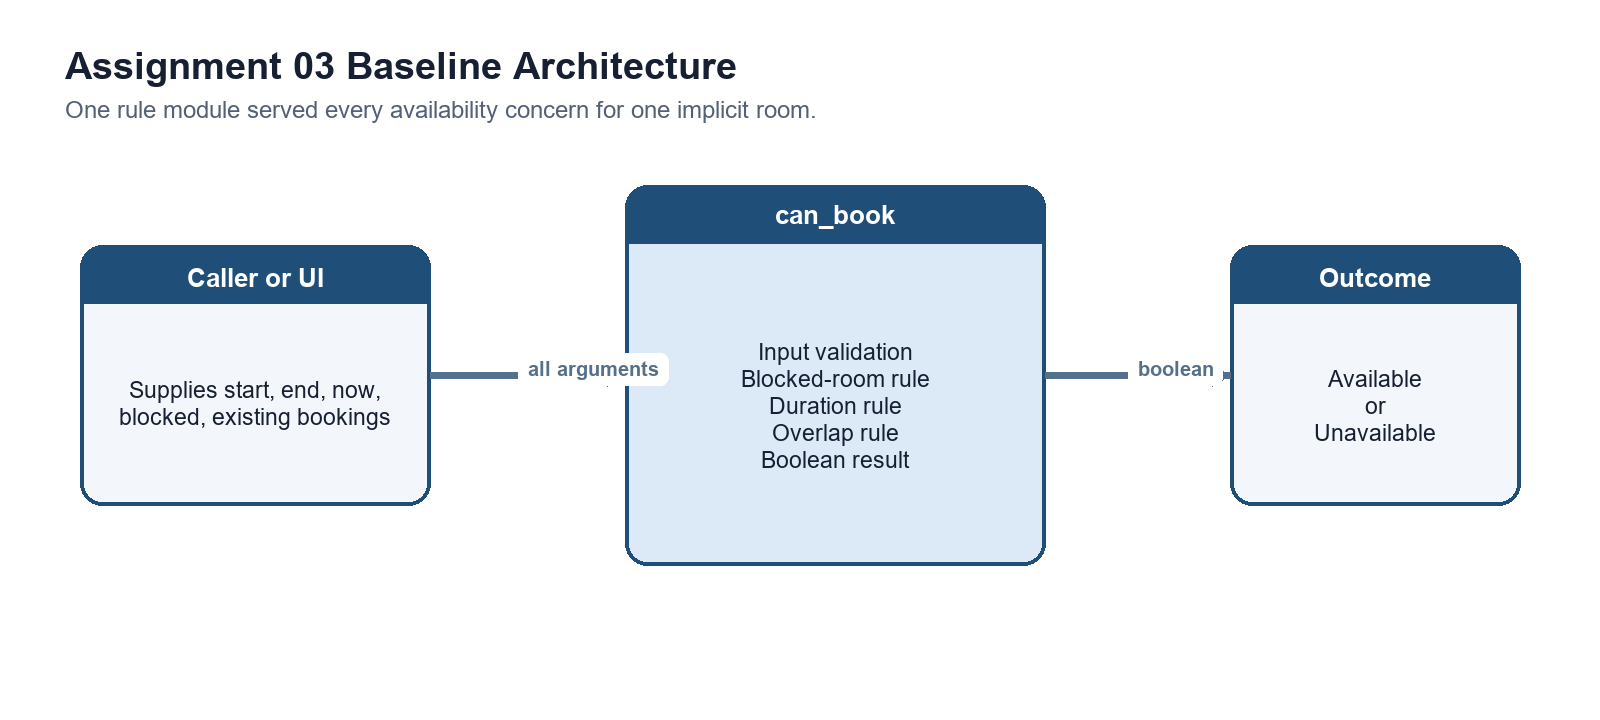 Assignment 03 Baseline Architecture
One rule module served every availability concern for one implicit room.
Caller or UI
Supplies start, end, now,
blocked, existing bookings
all arguments
can_book
Input validation
Blocked-room rule
Duration rule
Overlap rule
Boolean result
boolean
Outcome
Available
or
Unavailable